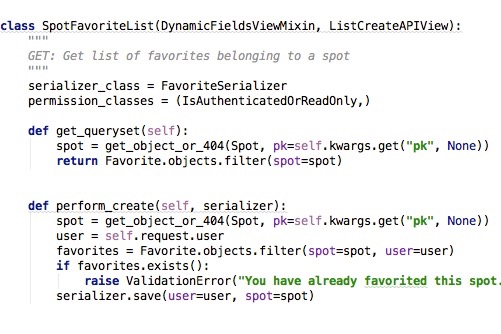 class SpotFavoriteList(DynamicFieldsViewMixin, ListCreateAPIView):
    """
    GET: Get list of favorites belonging to a spot
    """
    serializer_class = FavoriteSerializer
    permission_classes = (IsAuthenticatedOrReadOnly,)
    def get_queryset(self):
        spot = get_object_or_404(Spot, pk=self.kwargs.get("pk", None))
        return Favorite.objects.filter(spot=spot)
    def perform_create(self, serializer):
        spot = get_object_or_404(Spot, pk=self.kwargs.get("pk", None))
        user = self.request.user
        favorites = Favorite.objects.filter(spot=spot, user=user)
        if favorites.exists():
            raise ValidationError("You have already favorited this spot.
        serializer.save(user=user, spot=spot)